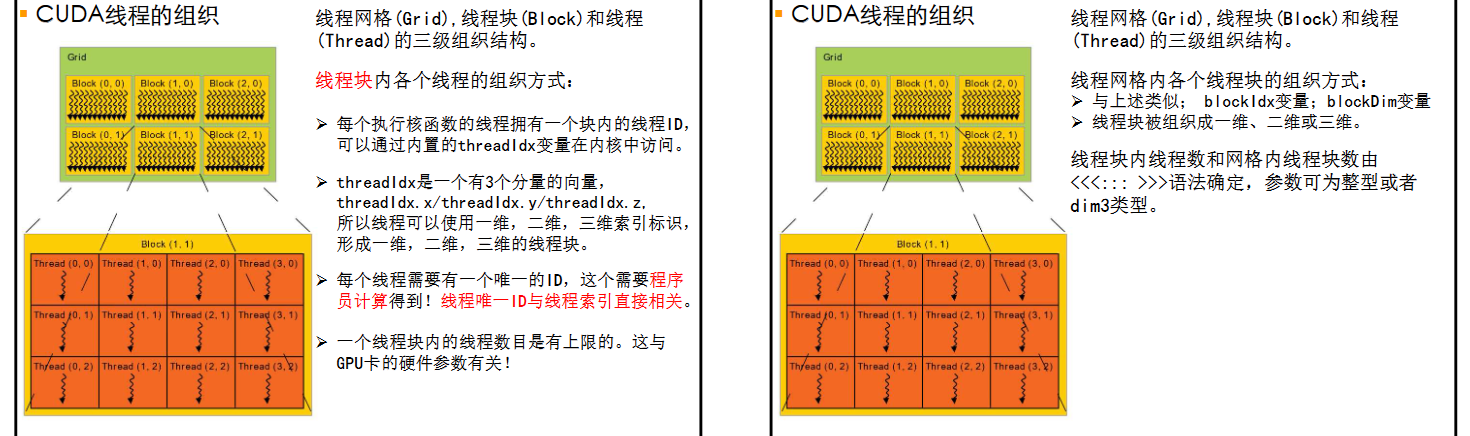 CUDA线程的组织
线程网格(Grid),线程块(Block)和线程
(Thread)的三级组织结构。
Grid
Block (0, 0) Block (1, 0) Block (2, 0)
Block (0, 1) Block (1, 1) Block (2, 1)
Block (1, 1)
Thread (0, 0) Thread (1, 0) Thread (2, 0) Thread (3, 0)
Thread (0, 1) Thread (1, 1) Thread (2, 1) Thread (3, 1)
Thread (0, 2) Thread (1, 2) Thread (2, 2) Thread (3, 2)
线程块内各个线程的组织方式:
➢ 每个执行核函数的线程拥有一个块内的线程ID,
可以通过内置的threadIdx变量在内核中访问。
➢ threadIdx是一个有3个分量的向量,
threadIdx.x/threadIdx.y/threadIdx.z,
所以线程可以使用一维,二维,三维索引标识,
形成一维,二维,三维的线程块。
➢ 每个线程需要有一个唯一的ID,这个需要程序
员计算得到!线程唯一ID与线程索引直接相关。
➢ 一个线程块内的线程数目是有上限的。这与
GPU卡的硬件参数有关!
CUDA线程的组织
线程网格(Grid),线程块(Block)和线程
(Thread)的三级组织结构。
Grid
Block (0, 0) Block (1, 0) Block (2, 0)
Block (0, 1) Block (1, 1) Block (2, 1)
Block (1, 1)
Thread (0, 0) Thread (1, 0) Thread (2, 0) Thread (3, 0)
Thread (0, 1) Thread (1, 1) Thread (2, 1) Thread (3, 1)
Thread (0, 2) Thread (1, 2) Thread (2, 2) Thread (3, 2)
线程网格内各个线程块的组织方式:
➢ 与上述类似; blockIdx变量;blockDim变量
➢ 线程块被组织成一维、二维或三维。
线程块内线程数和网格内线程块数由
<<<::: >>>语法确定,参数可为整型或者
dim3类型。